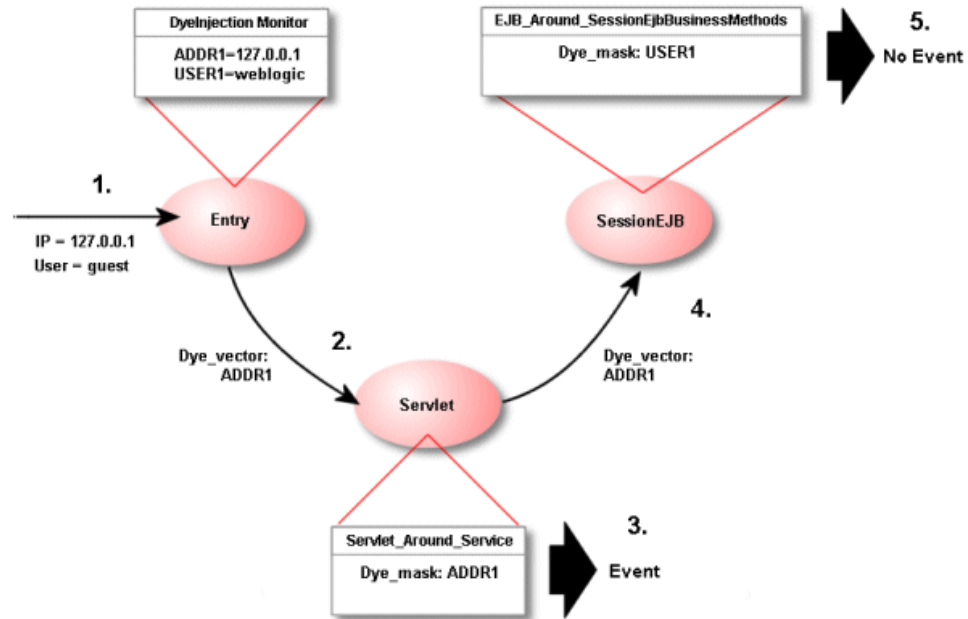 DyeInjection Monitor
ADDR1=127.0.0.1
USER1=weblogic
EJB_Around_SessionEjbBusinessMethods
Dye_mask: USER1
5.
No Event
1.
IP = 127.0.0.1
User = guest
Entry
SessionEJB
2.
Dye_vector:
ADDR1
4.
Dye_vector:
ADDR1
Servlet
Servlet_Around_Service
Dye_mask: ADDR1
3.
Event